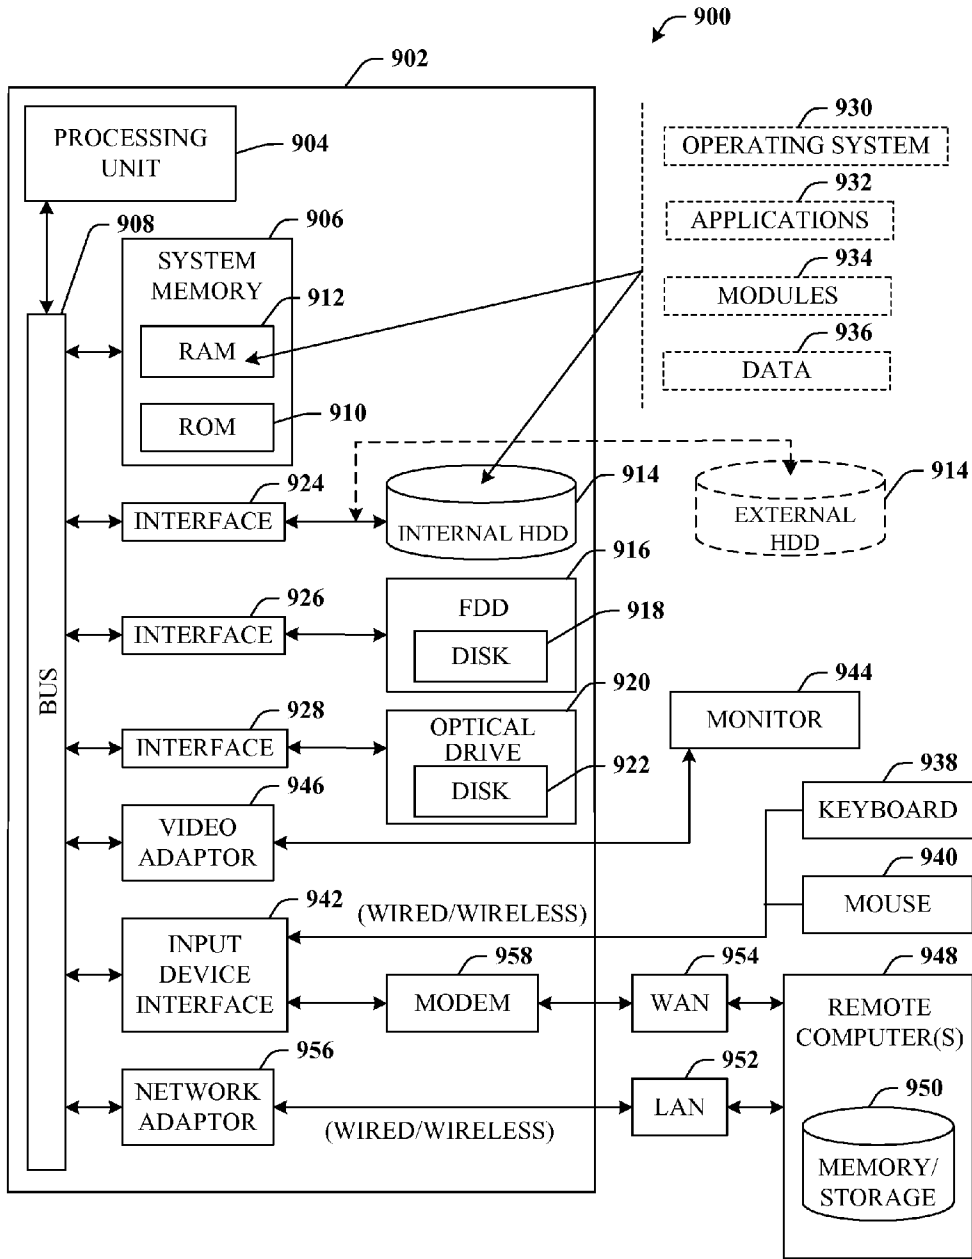 900
902
PROCESSING
UNIT
904
930
OPERATING SYSTEM
932
APPLICATIONS
934
MODULES
936
DATA
908
906
SYSTEM
MEMORY
912
RAM
910
ROM
924
INTERFACE
914
INTERNAL HDD
914
EXTERNAL
HDD
916
FDD
918
DISK
926
INTERFACE
BUS
920
OPTICAL
DRIVE
922
DISK
928
INTERFACE
944
MONITOR
946
VIDEO
ADAPTOR
938
KEYBOARD
940
MOUSE
942
INPUT
DEVICE
INTERFACE
(WIRED/WIRELESS)
958
MODEM
954
WAN
948
REMOTE
COMPUTER(S)
956
NETWORK
ADAPTOR
(WIRED/WIRELESS)
952
LAN
950
MEMORY/
STORAGE